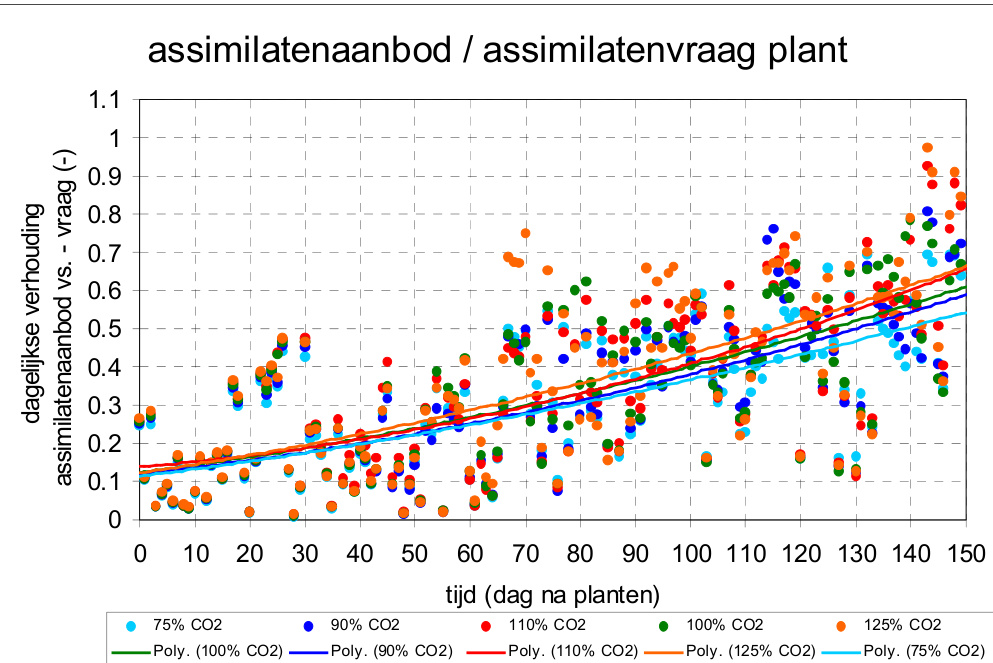 assimilatenaanbod / assimilatenvraag plant
dagelijkse verhouding
assimilatenaanbod vs. - vraag (-)
1.1
1
0.9
0.8
0.7
0.6
0.5
0.4
0.3
0.2
0.1
0
0 10 20 30 40 50 60 70 80 90 100 110 120 130 140 150
tijd (dag na planten)
75% CO2 90% CO2 110% CO2 100% CO2 125% CO2
Poly. (100% CO2) Poly. (90% CO2) Poly. (110% CO2) Poly. (125% CO2) Poly. (75% CO2)